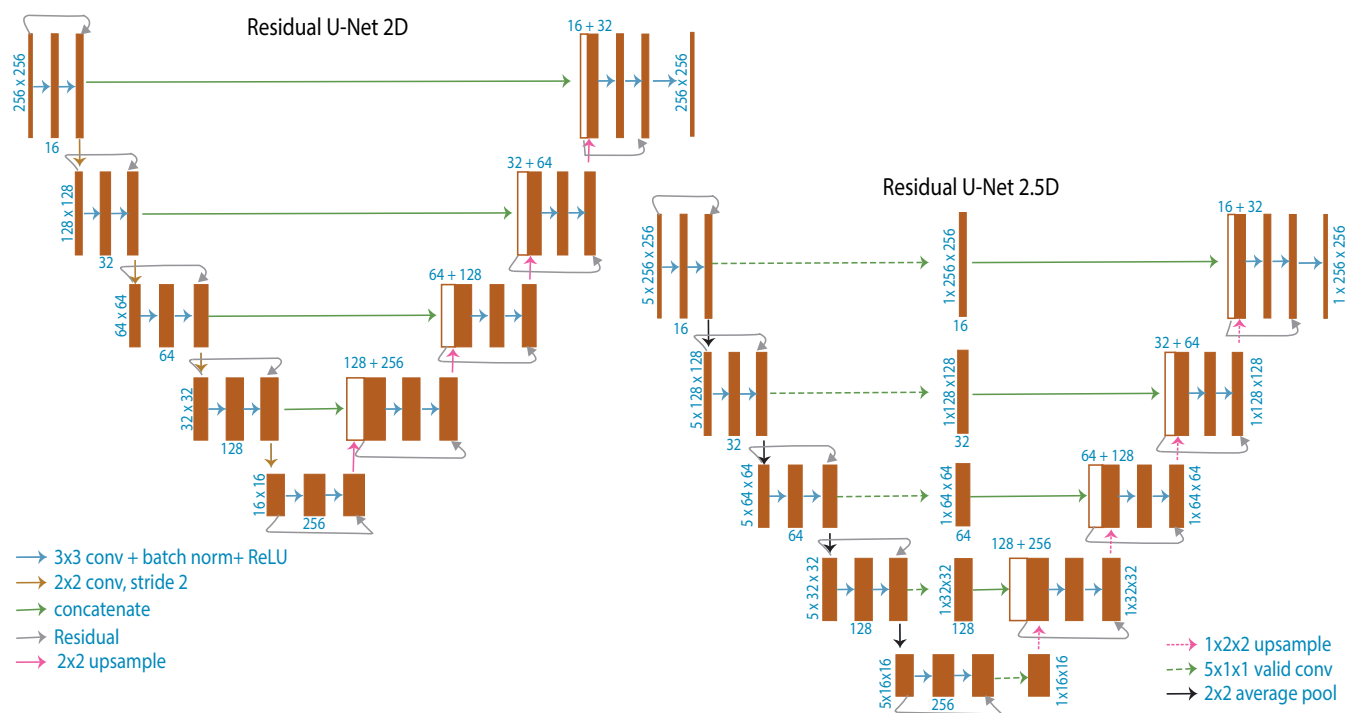 Residual U-Net 2D
256 x 256
16
16 + 32
256 x 256
128 x 128
32
32 + 64
64 x 64
64
64 + 128
32 x 32
128
128 + 256
16 x 16
256
3x3 conv + batch norm+ ReLU
2x2 conv, stride 2
concatenate
Residual
2x2 upsample
Residual U-Net 2.5D
5 x 256 x 256
16
1 x 256 x 256
16
16 + 32
1 x 256 x 256
5 x 128 x 128
32
1x128 x128
32
32 + 64
1x128 x128
5 x 64 x 64
64
1x 64 x 64
64
64 + 128
1x 64 x 64
5 x 32 x 32
128
1x32x32
128
128 + 256
1x32x32
5x16x16
256
1x16x16
1x2x2 upsample
5x1x1 valid conv
2x2 average pool